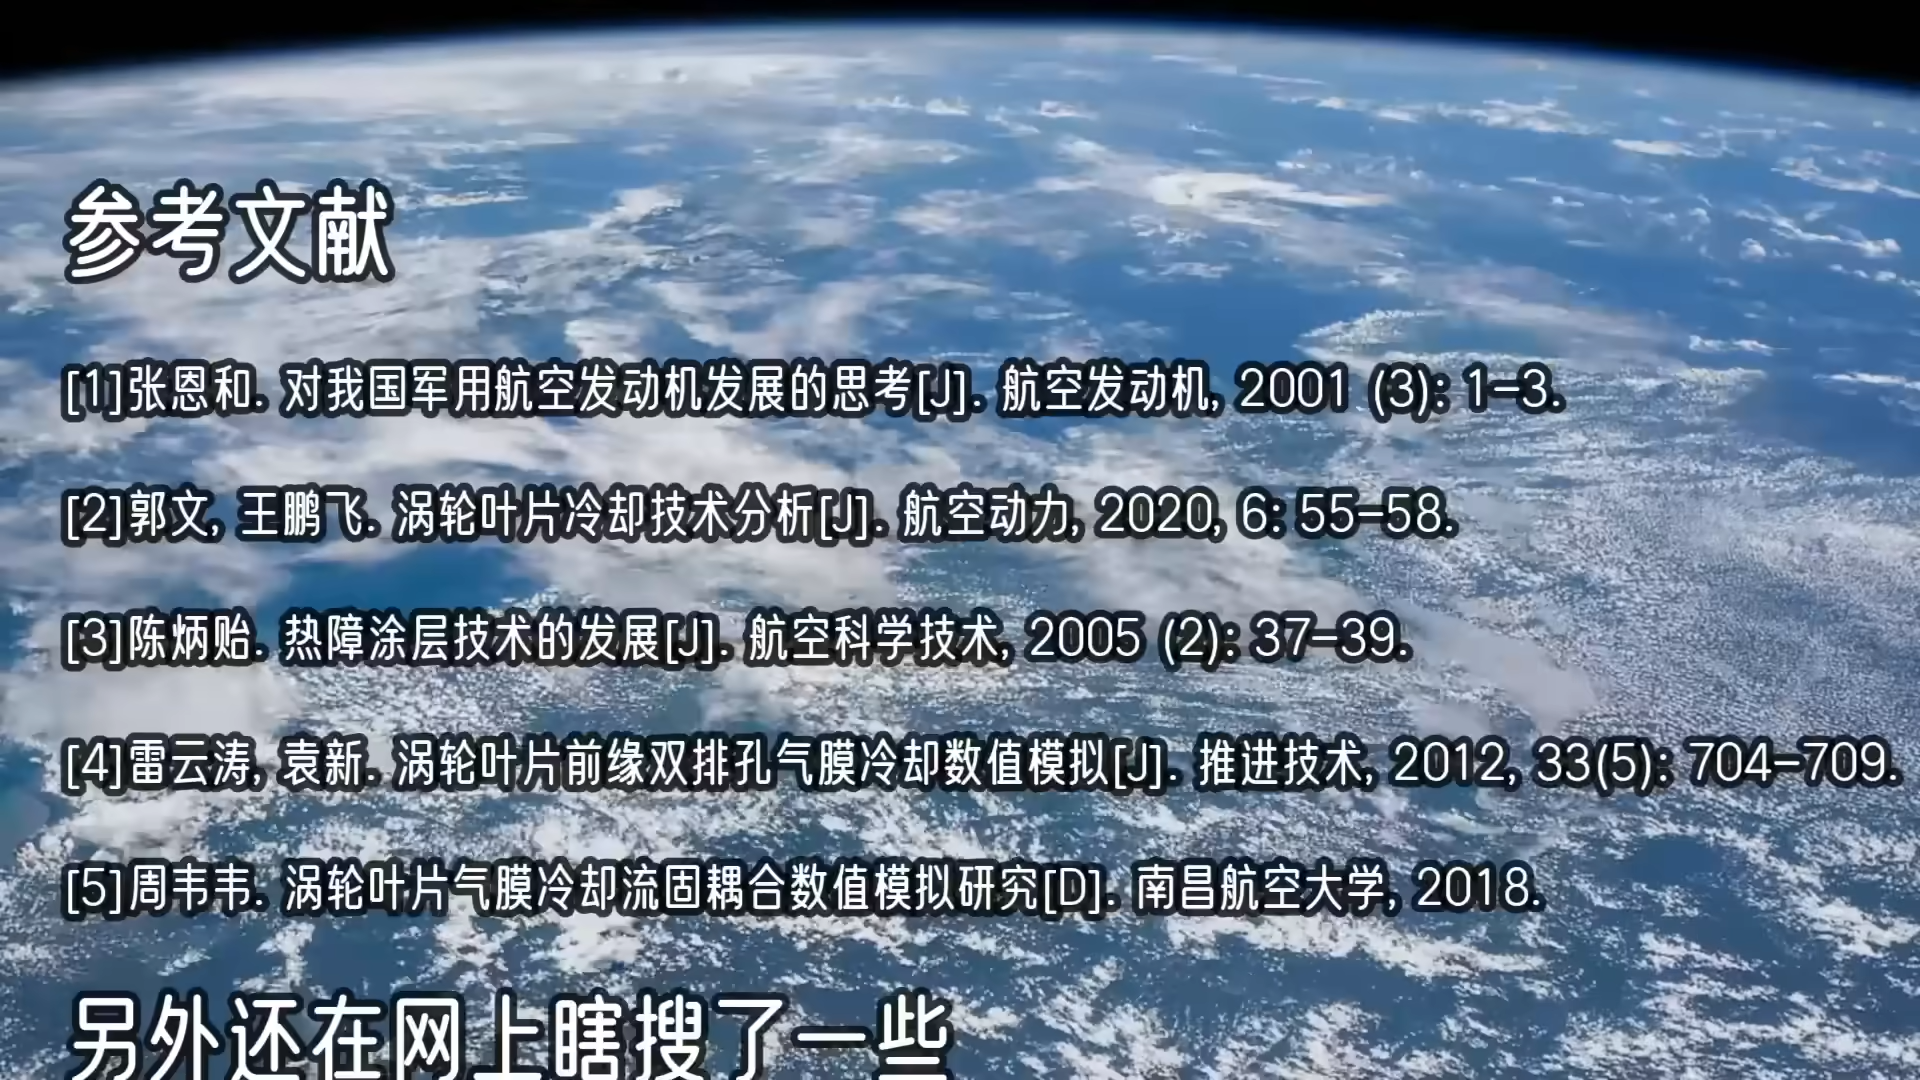 参考文献
[1]张恩和. 对我国军用航空发动机发展的思考[J]. 航空发动机, 2001 (3): 1-3.
[2]郭文, 王鹏飞. 涡轮叶片冷却技术分析[J]. 航空动力, 2020, 6: 55-58.
[3]陈炳贻. 热障涂层技术的发展[J]. 航空科学技术, 2005 (2): 37-39.
[4]雷云涛, 袁新. 涡轮叶片前缘双排孔气膜冷却数值模拟[J]. 推进技术, 2012, 33(5): 704-709.
[5]周韦韦. 涡轮叶片气膜冷却流固耦合数值模拟研究[D]. 南昌航空大学, 2018.
另外还在网上瞎搜了一些